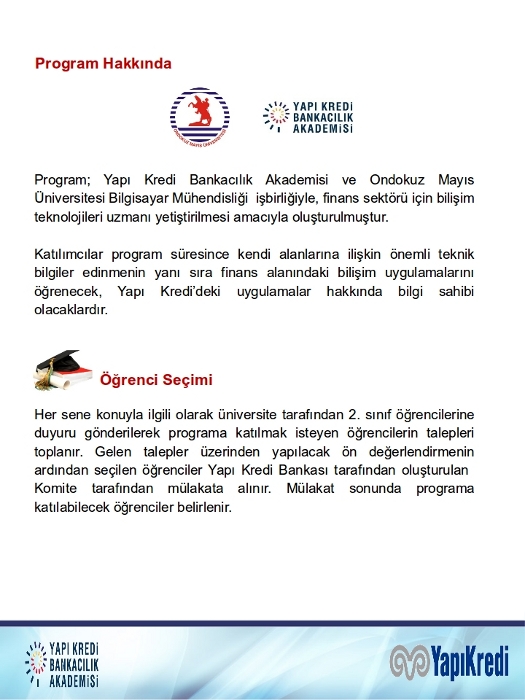 Program Hakkında
ONDOKUZ MAYIS ÜNİVERSİTESİ
YAPI KREDİ
BANKACILIK
AKADEMİSİ
Program; Yapı Kredi Bankacılık Akademisi ve Ondokuz Mayıs
Üniversitesi Bilgisayar Mühendisliği işbirliğiyle, finans sektörü için bilişim
teknolojileri uzmanı yetiştirilmesi amacıyla oluşturulmuştur.
Katılımcılar program süresince kendi alanlarına ilişkin önemli teknik
bilgiler edinmenin yanı sıra finans alanındaki bilişim uygulamalarını
öğrenecek, Yapı Kredi’deki uygulamalar hakkında bilgi sahibi
olacaklardır.
Öğrenci Seçimi
Her sene konuyla ilgili olarak üniversite tarafından 2. sınıf öğrencilerine
duyuru gönderilerek programa katılmak isteyen öğrencilerin talepleri
toplanır. Gelen talepler üzerinden yapılacak ön değerlendirmenin
ardından seçilen öğrenciler Yapı Kredi Bankası tarafından oluşturulan
Komite tarafından mülakata alınır. Mülakat sonunda programa
katılabilecek öğrenciler belirlenir.
YAPI KREDİ
BANKACILIK
AKADEMİSİ
YapıKredi